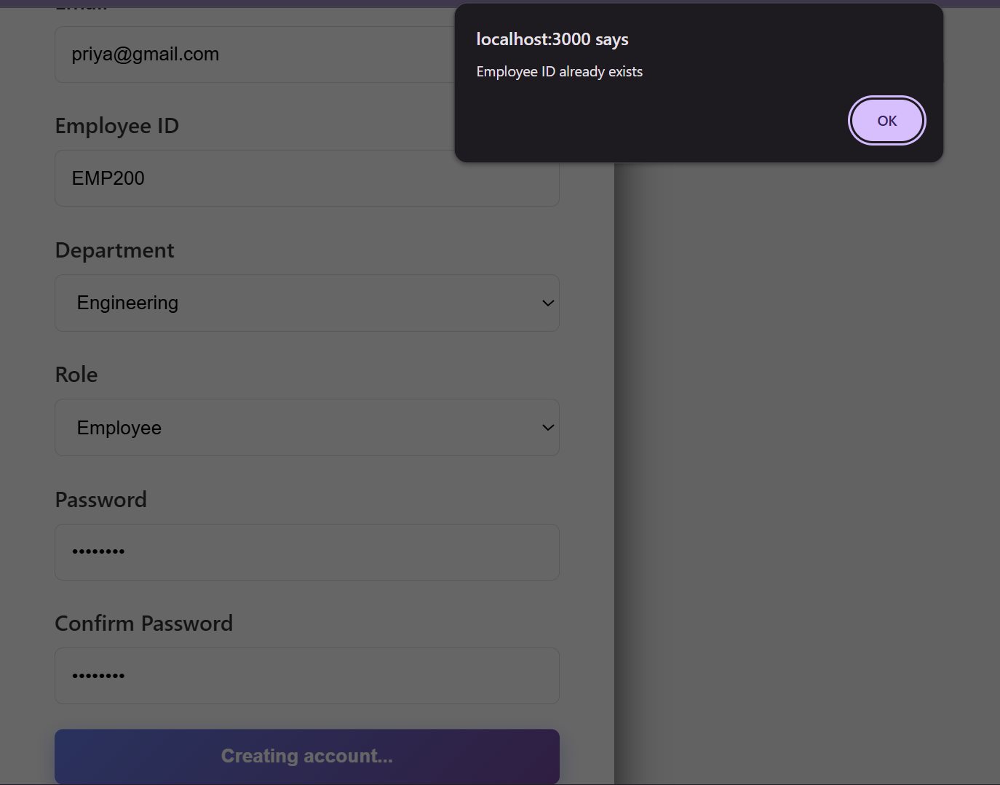 localhost:3000 says
Employee ID already exists
OK
priya@gmail.com
Employee ID
EMP200
Department
Engineering
Role
Employee
Password
••••••••
Confirm Password
••••••••
Creating account...